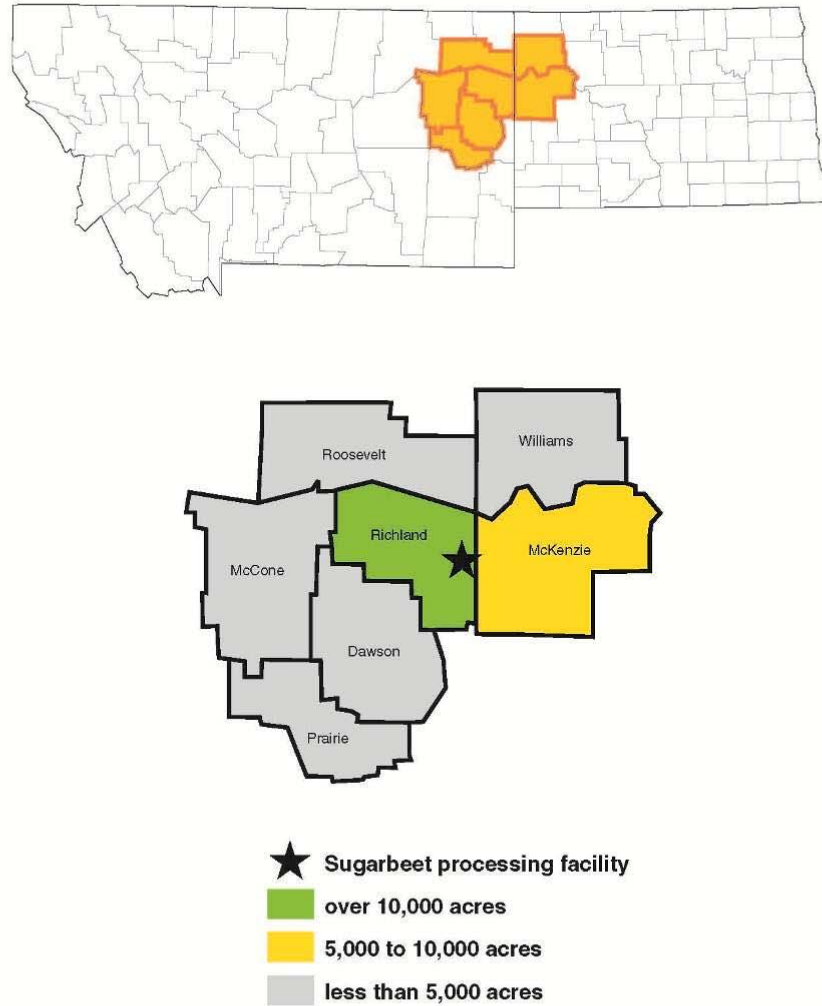 Williams
Roosevelt
Richland
McKenzie
McCone
Dawson
Prairie
Sugarbeet processing facility
over 10,000 acres
5,000 to 10,000 acres
less than 5,000 acres